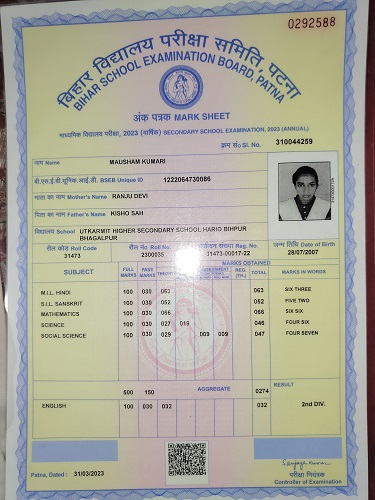 0292588
बिहार विद्यालय परीक्षा समिति पटना
BIHAR SCHOOL EXAMINATION BOARD, PATNA
अंक पत्रक MARK SHEET
माध्यमिक विद्यालय परीक्षा, 2023 (वार्षिक) SECONDARY SCHOOL EXAMINATION, 2023 (ANNUAL)
क्रम सं० Sl. No. 310044259
नाम Name MAUSHAM KUMARI
बी.एस.ई.बी.यूनिक.आई.डी. BSEB Unique ID 1222064730086
माता का नाम Mother's Name RANJU DEVI
पिता का नाम Father's Name KISHO SAH
विद्यालय School UTKARMIT HIGHER SECONDARY SCHOOL HARIO BIHPUR
BHAGALPUR
रौल कोड Roll Code रौल नं० Roll No. संख्या Reg. No. जन्म तिथि Date of Birth
31473 2300035 31473-00017-22 28/07/2007
MARKS OBTAINED
SUBJECT FULL MARKS PASS MARKS REG. (TH.) TOTAL MARKS IN WORDS
M.I.L. HINDI 100 030 063 063 SIX THREE
S.I.L. SANSKRIT 100 030 052 052 FIVE TWO
MATHEMATICS 100 030 066 066 SIX SIX
SCIENCE 100 030 027 019 046 FOUR SIX
SOCIAL SCIENCE 100 030 029 009 009 047 FOUR SEVEN
500 150 AGGREGATE 0274 RESULT
ENGLISH 100 030 032 032 2nd DIV.
Patna, Dated : 31/03/2023
परीक्षा नियंत्रक
Controller of Examination